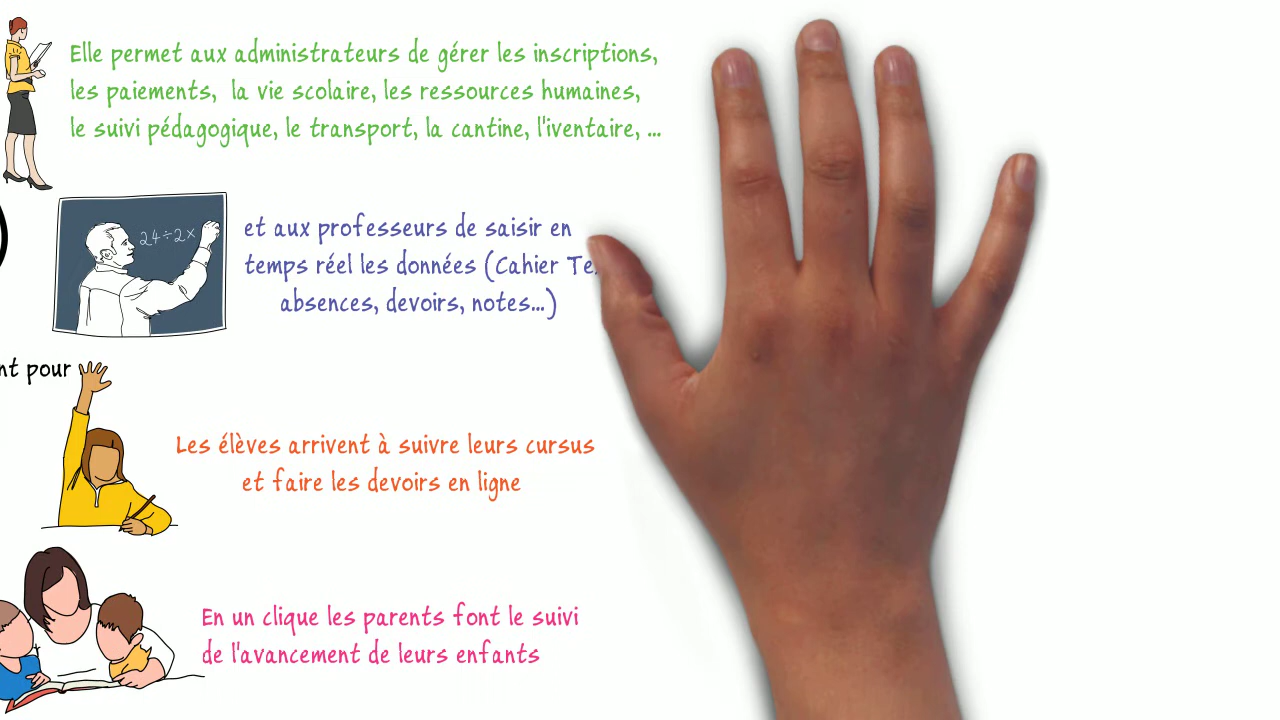 Elle permet aux administrateurs de gérer les inscriptions,
les paiements, la vie scolaire, les ressources humaines,
le suivi pédagogique, le transport, la cantine, l'iventaire, ...
24÷2×
et aux professeurs de saisir en
temps réel les données (Cahier
absences, devoirs, notes...)
pour
Les élèves arrivent à suivre leurs cursus
et faire les devoirs en ligne
En un clique les parents font le suivi
de l'avancement de leurs enfants